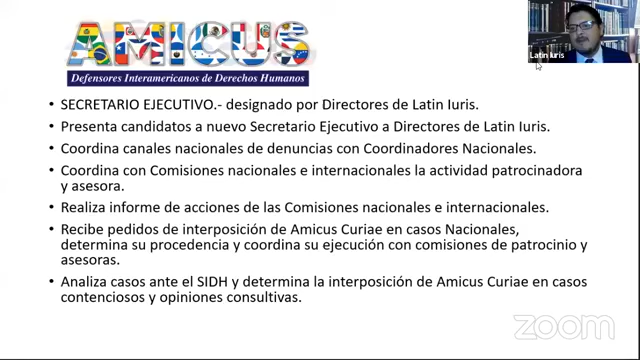 AMICUS
Latin Iuris
Defensores Interamericanos de Derechos Humanos
• SECRETARIO EJECUTIVO.- designado por Directores de Latin Iuris.
• Presenta candidatos a nuevo Secretario Ejecutivo a Directores de Latin Iuris.
• Coordina canales nacionales de denuncias con Coordinadores Nacionales.
• Coordina con Comisiones nacionales e internacionales la actividad patrocinadora
y asesora.
• Realiza informe de acciones de las Comisiones nacionales e internacionales.
• Recibe pedidos de interposición de Amicus Curiae en casos Nacionales,
determina su procedencia y coordina su ejecución con comisiones de patrocinio y
asesoras.
• Analiza casos ante el SIDH y determina la interposición de Amicus Curiae en casos
contenciosos y opiniones consultivas.
zoom